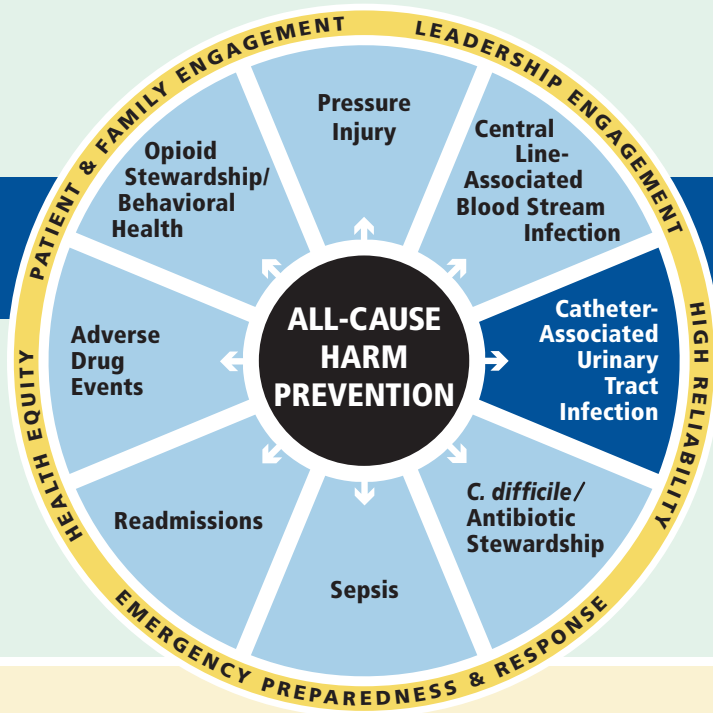 PATIENT & FAMILY ENGAGEMENT
LEADERSHIP ENGAGEMENT
HIGH RELIABILITY
EMERGENCY PREPAREDNESS & RESPONSE
HEALTH EQUITY
Pressure
Injury
Central
Line-
Associated
Blood Stream
Infection
Catheter-
Associated
Urinary
Tract
Infection
C. difficile/
Antibiotic
Stewardship
Sepsis
Readmissions
Adverse
Drug
Events
Opioid
Stewardship/
Behavioral
Health
ALL-CAUSE
HARM
PREVENTION